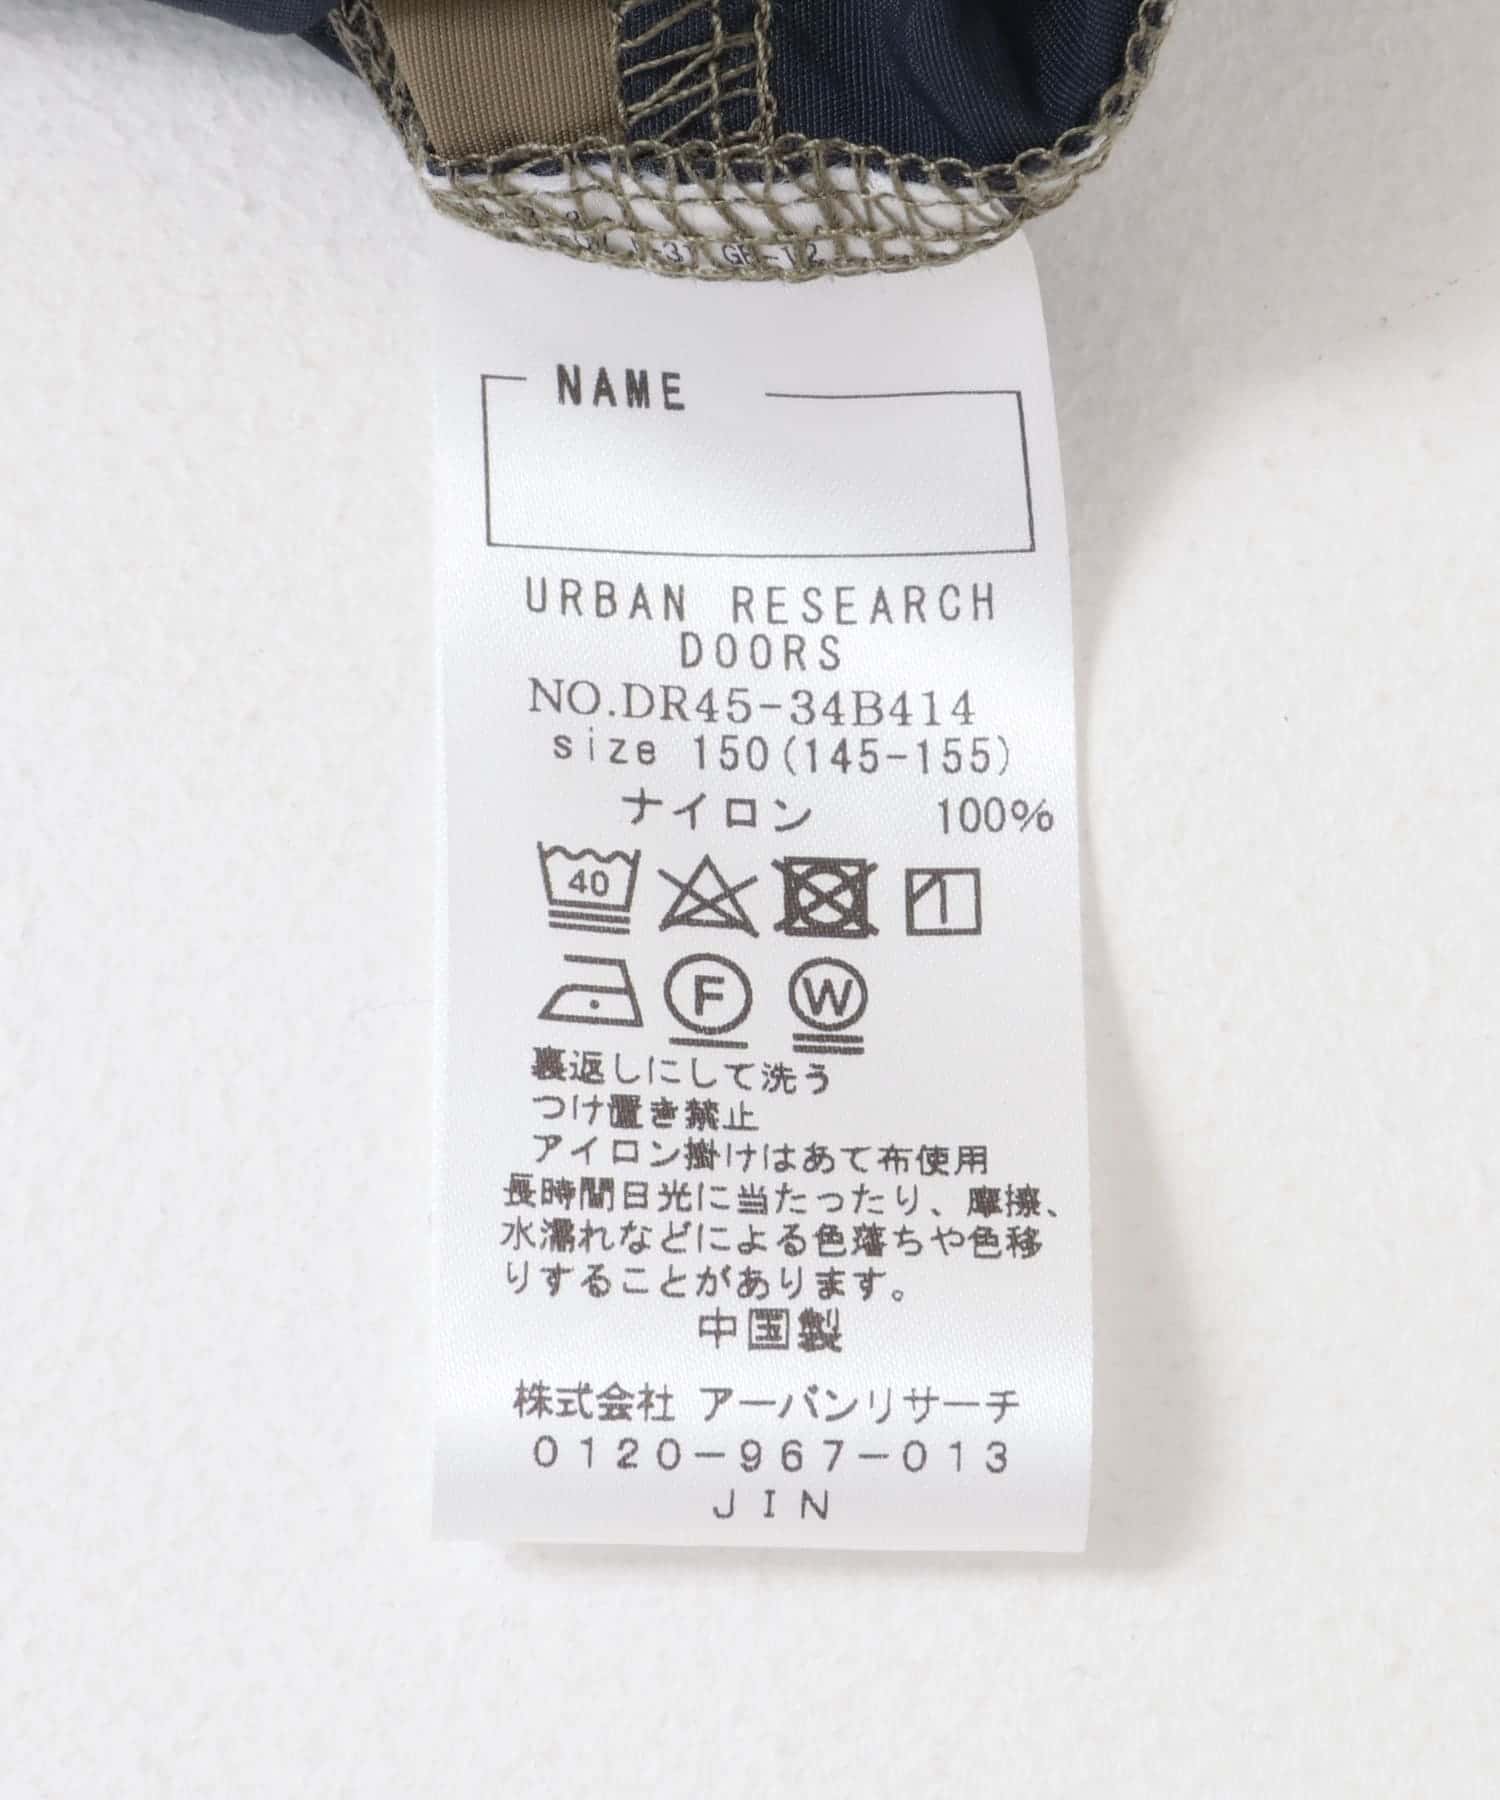 NAME
URBAN RESEARCH
DOORS
NO.DR45-34B414
size 150(145-155)
ナイロン 100%
40
F W
裏返しにして洗う
つけ置き禁止
アイロン掛けはあて布使用
長時間日光に当たったり、摩擦、
水濡れなどによる色落ちや色移
りすることがあります。
中国製
株式会社 アーバンリサーチ
0120-967-013
JIN